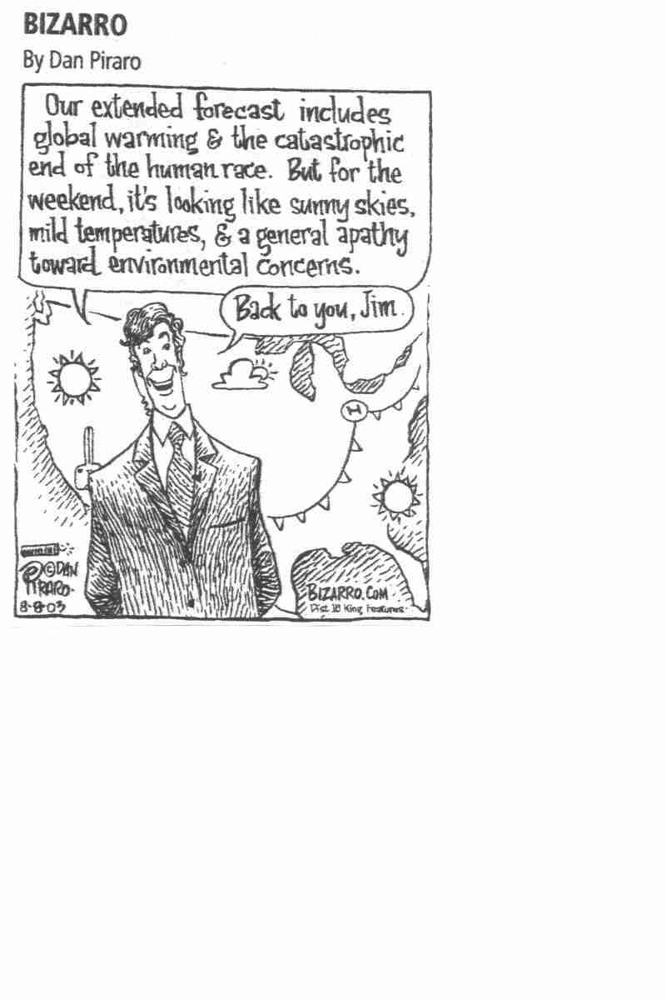 BIZARRO
By Dan Piraro
Our extended forecast includes
global warming & the catastrophic
end of the human race. But for the
weekend, it's looking like sunny skies,
mild temperatures, & a general apathy
toward environmental concerns.
Back to you, Jim.
H
©DAN
PIRARO.
8-8-03
BIZARRO.COM
Dist. by King Features